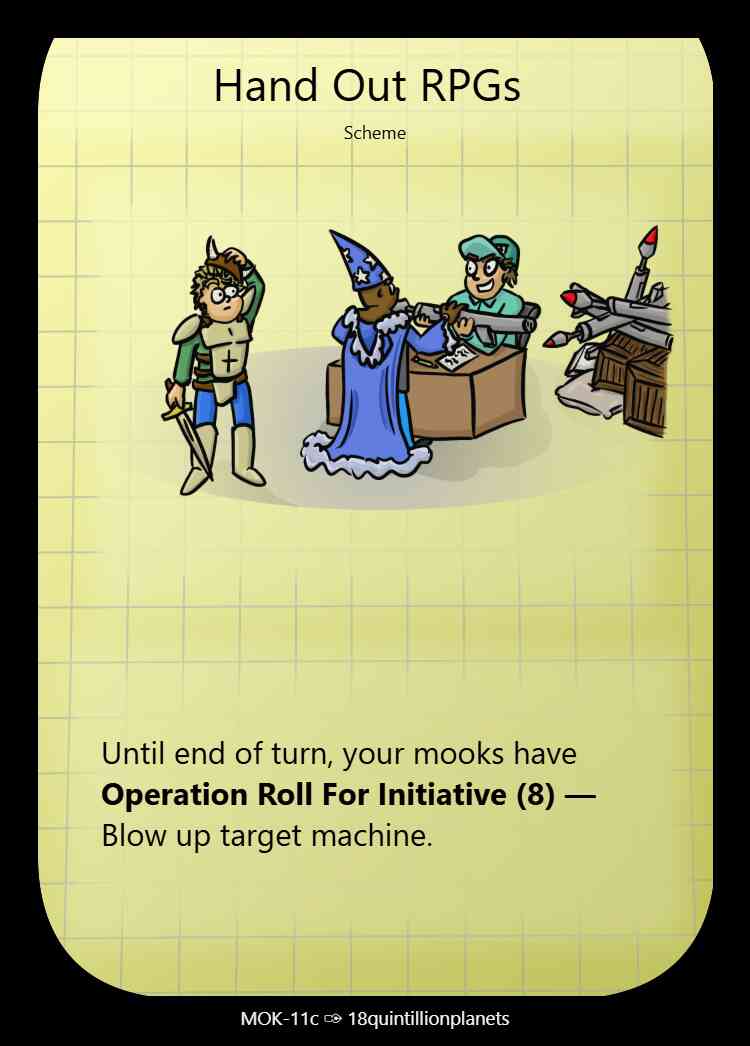 Hand Out RPGs
Scheme
Until end of turn, your mooks have
Operation Roll For Initiative (8) —
Blow up target machine.
MOK-11c ✑ 18quintillionplanets